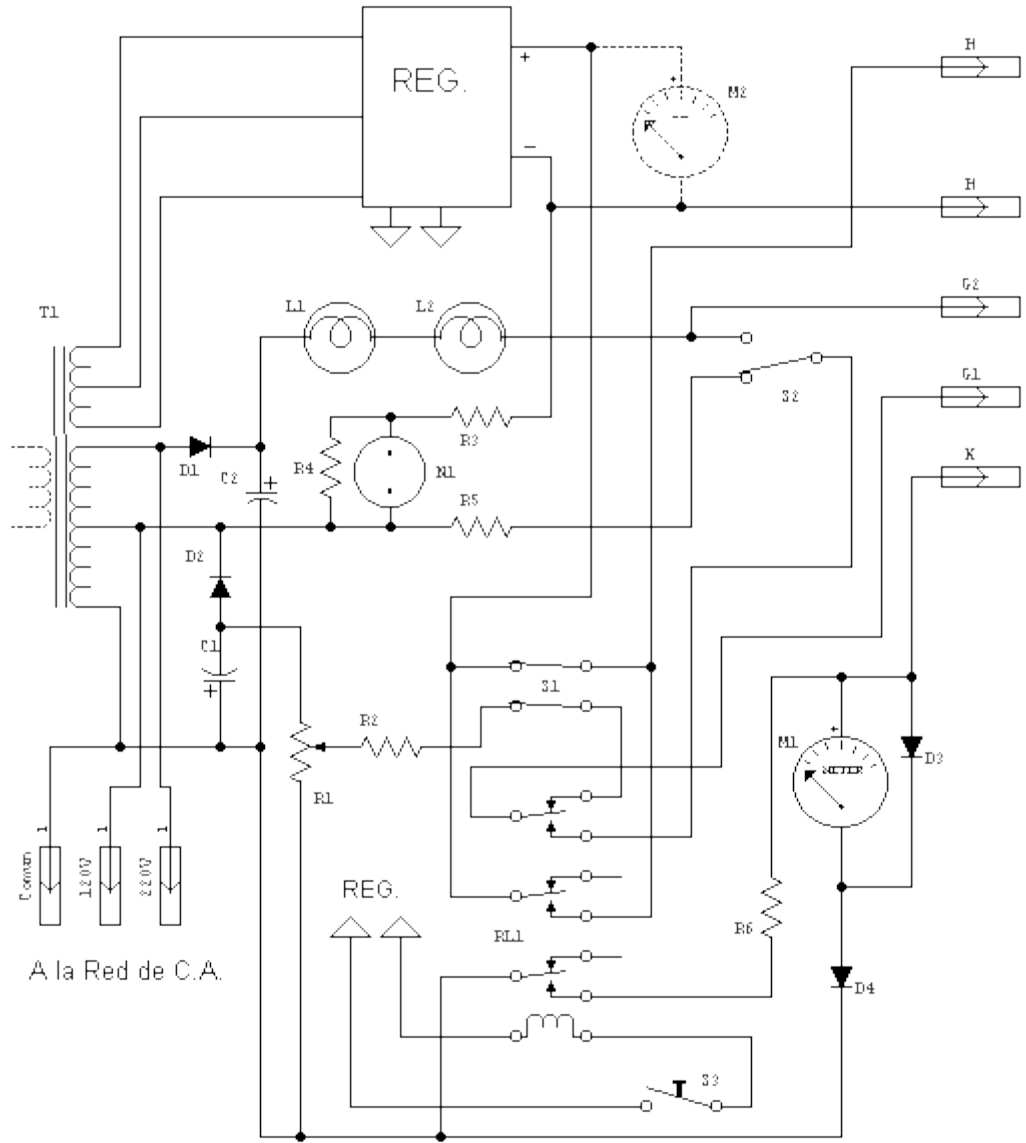 REG.
+
−
M2
H
H
G2
G1
K
T1
L1
L2
S2
R3
R4
N1
D1
C2
+
R5
D2
C1
+
S1
R2
R1
M1
+
METER
D3
1
1
1
Comun
120V
220V
A la Red de C.A.
REG.
RL1
R6
D4
S3